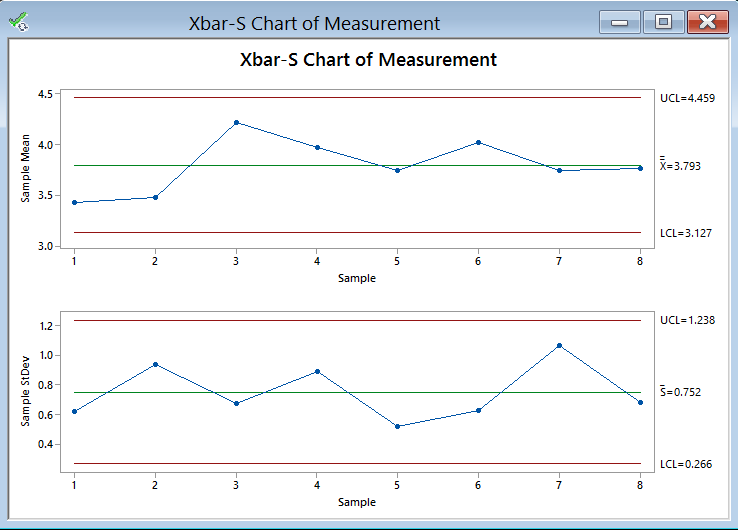 Xbar-S Chart of Measurement
Xbar-S Chart of Measurement
4.5
4.0
3.5
3.0
Sample Mean
UCL=4.459
X̿=3.793
LCL=3.127
1 2 3 4 5 6 7 8
Sample
1.2
1.0
0.8
0.6
0.4
Sample StDev
UCL=1.238
S̄=0.752
LCL=0.266
1 2 3 4 5 6 7 8
Sample